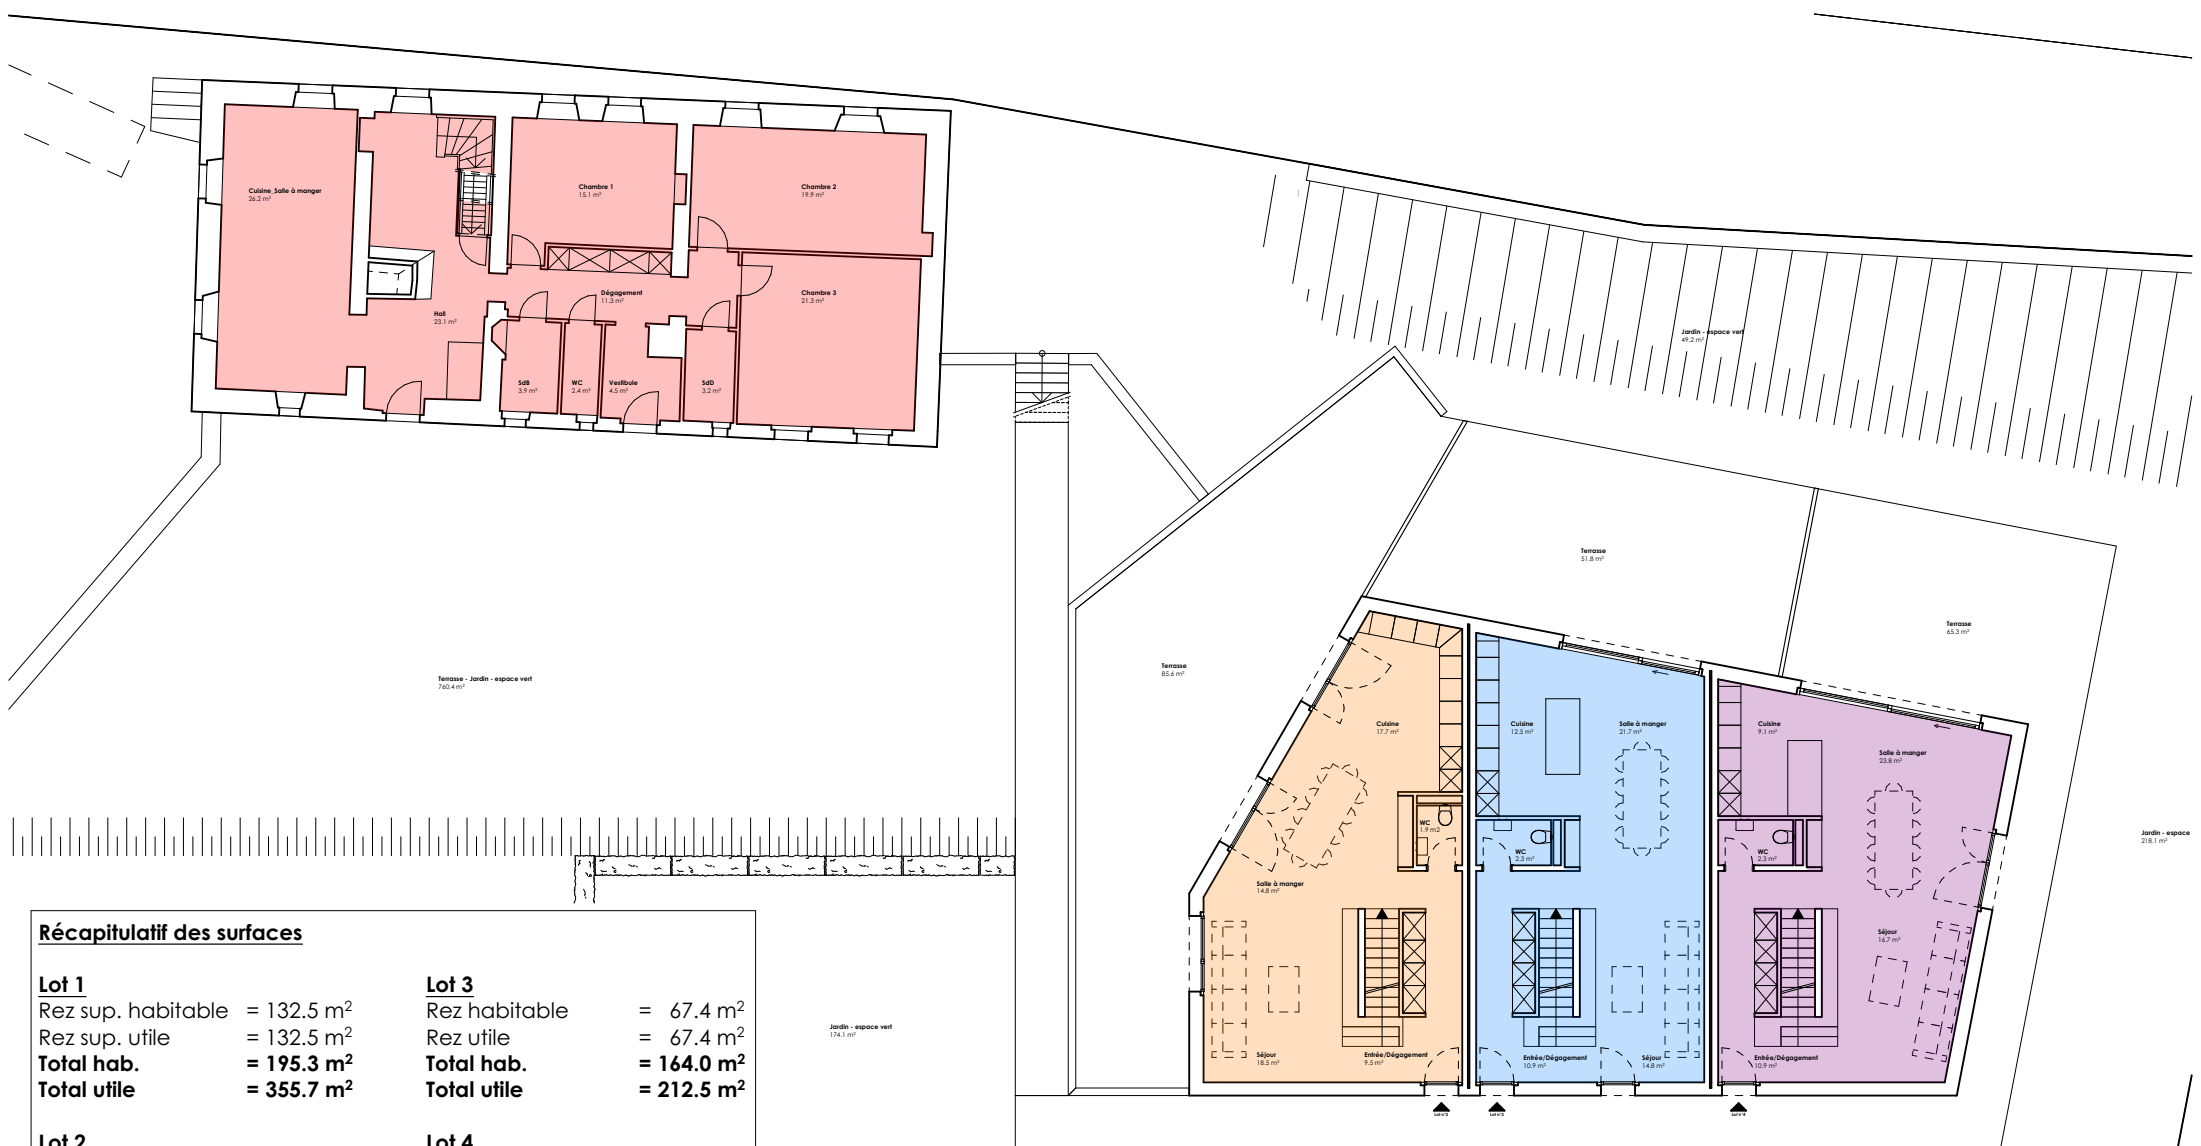 Cuisine_Salle à manger
26.2 m²
Chambre 1
15.1 m²
Chambre 2
19.9 m²
Hall
23.1 m²
Dégagement
11.3 m²
Chambre 3
21.3 m²
SdB
3.9 m²
WC
2.4 m²
Vestibule
4.5 m²
SdD
3.2 m²
Jardin - espace vert
49.2 m²
Terrasse
51.8 m²
Terrasse
65.3 m²
Terrasse
85.6 m²
Terrasse - Jardin - espace vert
760.4 m²
Cuisine
17.7 m²
Cuisine
12.5 m²
Salle à manger
21.7 m²
Cuisine
9.1 m²
Salle à manger
23.8 m²
WC
1.9 m2
WC
2.3 m²
WC
2.3 m²
Jardin - espace
218.1 m²
Salle à manger
14.8 m²
Séjour
16.7 m²
Jardin - espace vert
174.1 m²
Séjour
18.5 m²
Entrée/Dégagement
9.5 m²
Entrée/Dégagement
10.9 m²
Séjour
14.8 m²
Entrée/Dégagement
10.9 m²
Lot n°2
Lot n°3
Lot n°4
Récapitulatif des surfaces
Lot 1
Rez sup. habitable = 132.5 m²
Rez sup. utile = 132.5 m²
Total hab. = 195.3 m²
Total utile = 355.7 m²
Lot 3
Rez habitable = 67.4 m²
Rez utile = 67.4 m²
Total hab. = 164.0 m²
Total utile = 212.5 m²
Lot 2
Lot 4